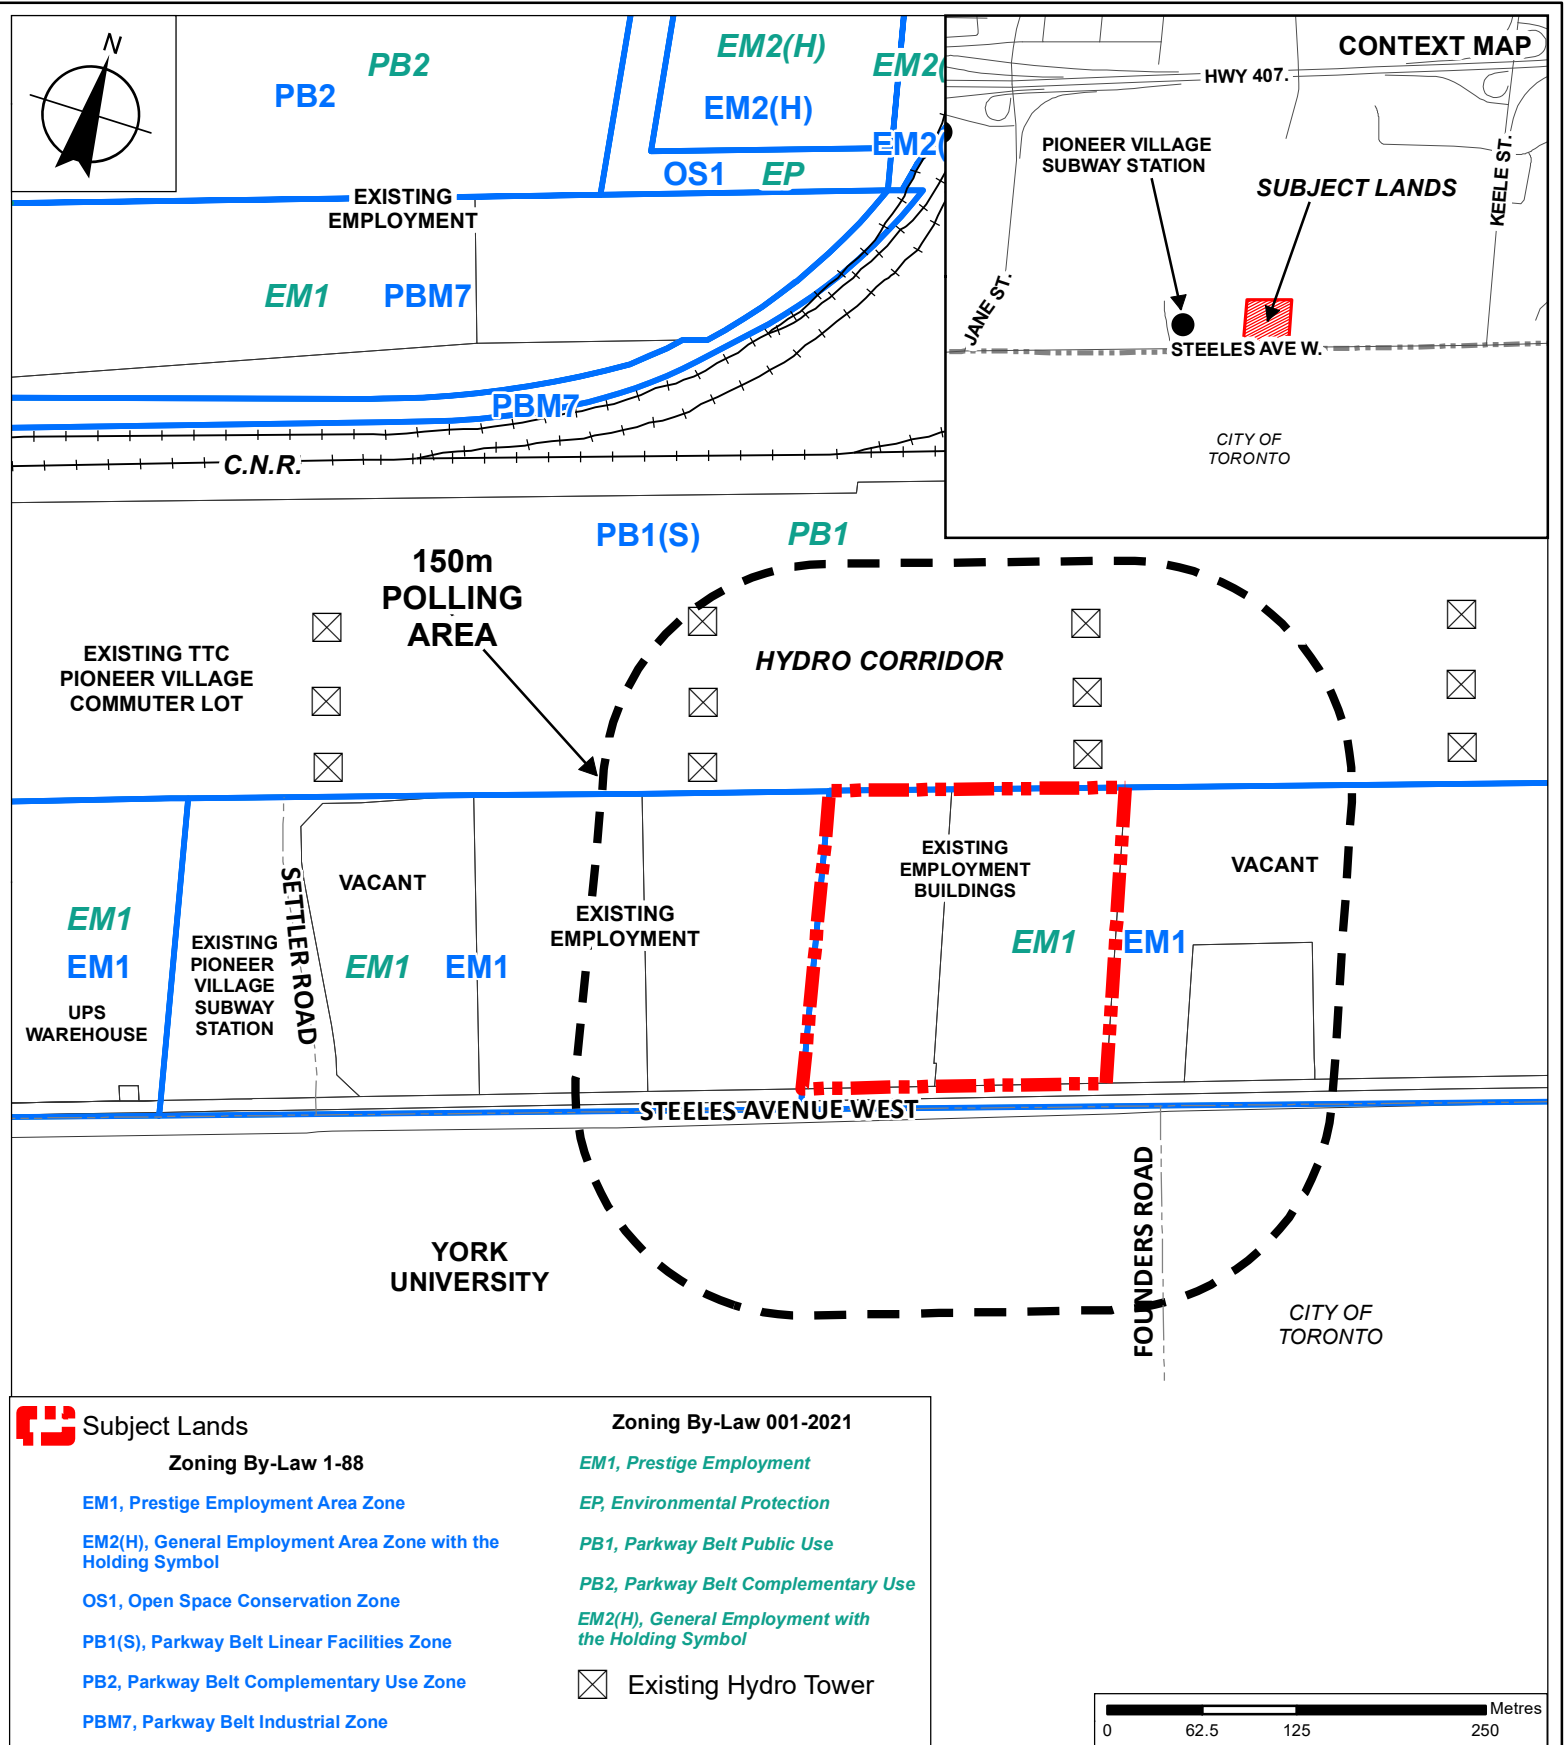 N
PB2
PB2
EM2(H)
EM2(
EM2(H)
EM2(
OS1
EP
EXISTING
EMPLOYMENT
EM1
PBM7
PBM7
C.N.R.
CONTEXT MAP
HWY 407.
PIONEER VILLAGE
SUBWAY STATION
SUBJECT LANDS
KEELE ST.
JANE ST.
STEELES AVE W.
CITY OF
TORONTO
PB1(S)
PB1
150m
POLLING
AREA
EXISTING TTC
PIONEER VILLAGE
COMMUTER LOT
HYDRO CORRIDOR
EXISTING
EMPLOYMENT
BUILDINGS
VACANT
VACANT
SETTLER ROAD
EM1
EM1
UPS
WAREHOUSE
EXISTING
PIONEER
VILLAGE
SUBWAY
STATION
EM1
EM1
EXISTING
EMPLOYMENT
EM1
EM1
STEELES AVENUE WEST
FOUNDERS ROAD
YORK
UNIVERSITY
CITY OF
TORONTO
Subject Lands
Zoning By-Law 1-88
EM1, Prestige Employment Area Zone
EM2(H), General Employment Area Zone with the
Holding Symbol
OS1, Open Space Conservation Zone
PB1(S), Parkway Belt Linear Facilities Zone
PB2, Parkway Belt Complementary Use Zone
PBM7, Parkway Belt Industrial Zone
Zoning By-Law 001-2021
EM1, Prestige Employment
EP, Environmental Protection
PB1, Parkway Belt Public Use
PB2, Parkway Belt Complementary Use
EM2(H), General Employment with
the Holding Symbol
Existing Hydro Tower
Metres
0 62.5 125 250